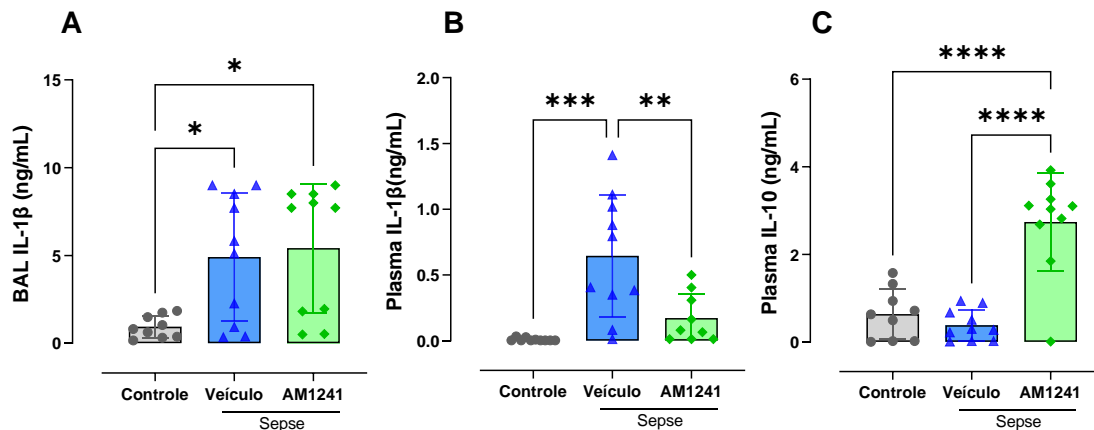 A
BAL IL-1β (ng/mL)
15
10
5
0
*
*
Controle
Veículo
AM1241
Sepse
B
Plasma IL-1β(ng/mL)
2.0
1.5
1.0
0.5
0.0
***
**
Controle
Veículo
AM1241
Sepse
C
Plasma IL-10 (ng/mL)
6
4
2
0
****
****
Controle
Veículo
AM1241
Sepse